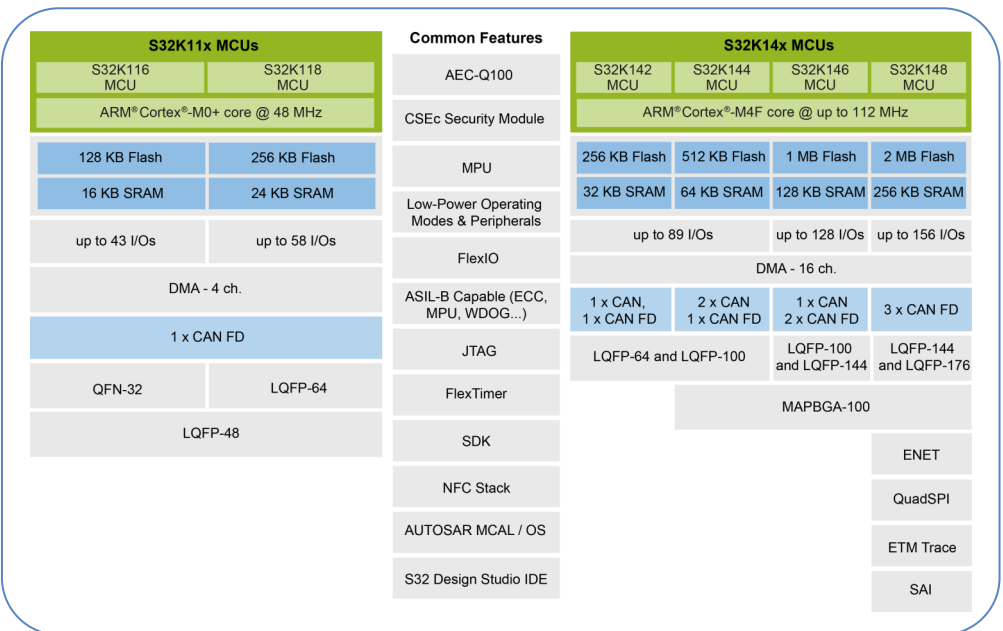 S32K11x MCUs
S32K116
MCU
S32K118
MCU
ARM®Cortex®-M0+ core @ 48 MHz
128 KB Flash
256 KB Flash
16 KB SRAM
24 KB SRAM
up to 43 I/Os
up to 58 I/Os
DMA - 4 ch.
1 x CAN FD
QFN-32
LQFP-64
LQFP-48
Common Features
AEC-Q100
CSEc Security Module
MPU
Low-Power Operating
Modes & Peripherals
FlexIO
ASIL-B Capable (ECC,
MPU, WDOG...)
JTAG
FlexTimer
SDK
NFC Stack
AUTOSAR MCAL / OS
S32 Design Studio IDE
S32K14x MCUs
S32K142
MCU
S32K144
MCU
S32K146
MCU
S32K148
MCU
ARM®Cortex®-M4F core @ up to 112 MHz
256 KB Flash
512 KB Flash
1 MB Flash
2 MB Flash
32 KB SRAM
64 KB SRAM
128 KB SRAM
256 KB SRAM
up to 89 I/Os
up to 128 I/Os
up to 156 I/Os
DMA - 16 ch.
1 x CAN,
1 x CAN FD
2 x CAN
1 x CAN FD
1 x CAN
2 x CAN FD
3 x CAN FD
LQFP-64 and LQFP-100
LQFP-100
and LQFP-144
LQFP-144
and LQFP-176
MAPBGA-100
ENET
QuadSPI
ETM Trace
SAI